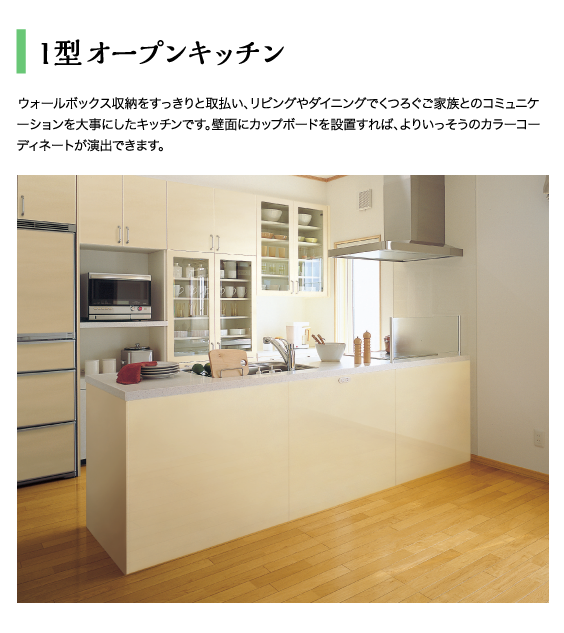 I型 オープンキッチン
ウォールボックス収納をすっきりと取払い、リビングやダイニングでくつろぐご家族とのコミュニケ
ーションを大事にしたキッチンです。壁面にカップボードを設置すれば、よりいっそうのカラーコー
ディネートが演出できます。